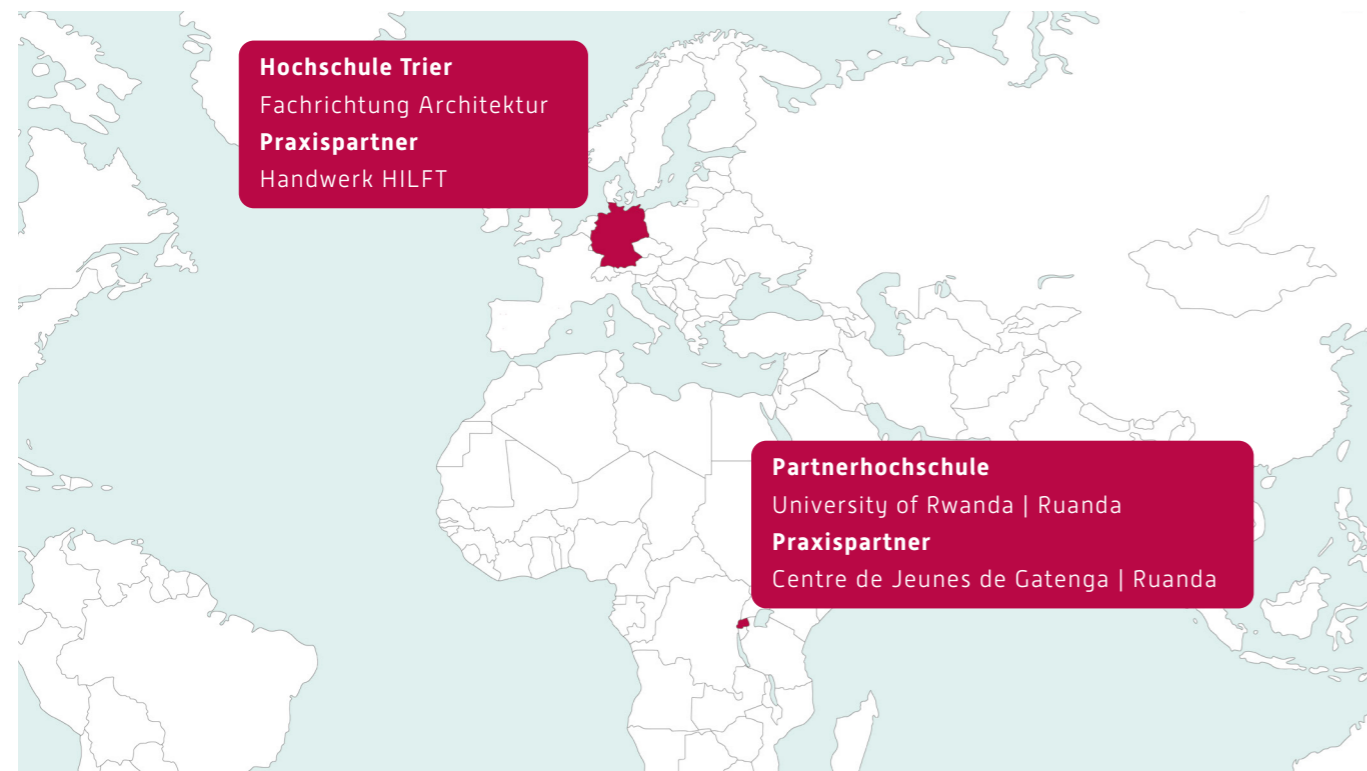 Hochschule Trier
Fachrichtung Architektur
Praxispartner
Handwerk HILFT
Partnerhochschule
University of Rwanda | Ruanda
Praxispartner
Centre de Jeunes de Gatenga | Ruanda